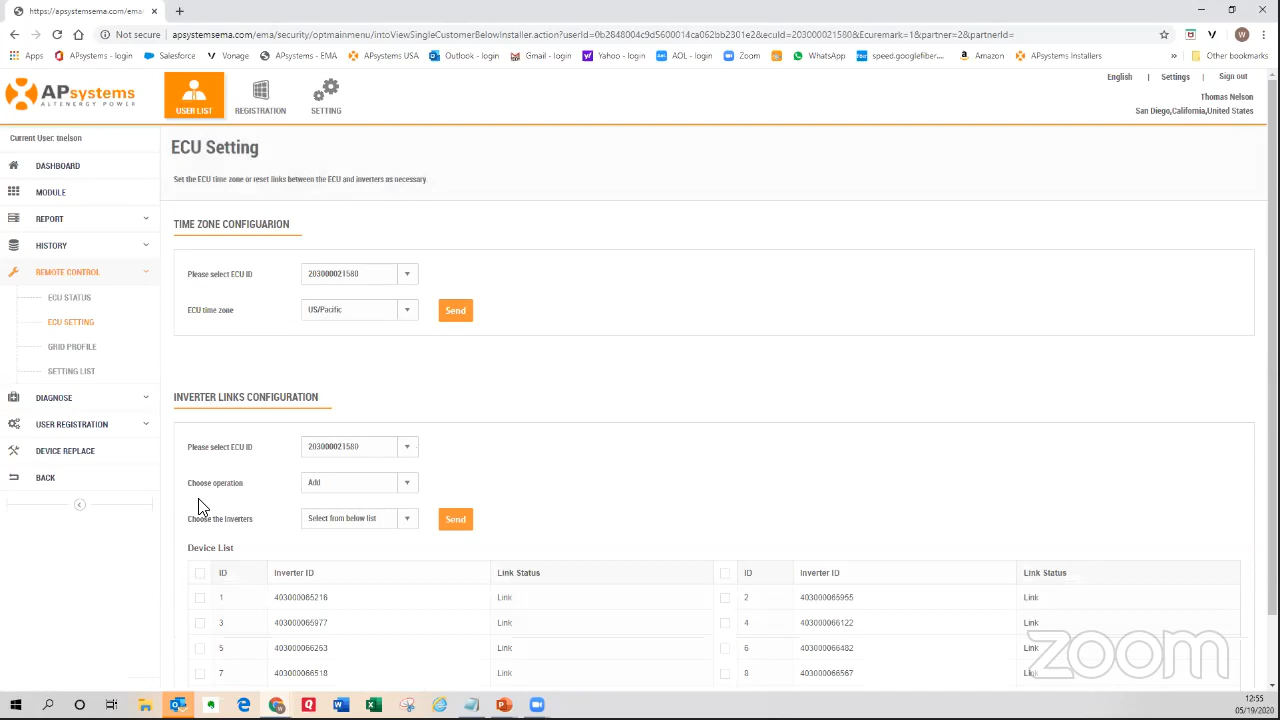 https://apsystemsema.com/ema/
Not secure | apsystemsema.com/ema/security/optmainmenu/intoViewSingleCustomerBelowInstaller.action?userId=0b2848004c9d5600014ca062bb2301e2&ecuId=203000021580&Ecuremark=1&partner=2&partnerId=
Apps APsystems - login Salesforce Vonage APsystems - EMA APsystems USA Outlook - login Gmail - login Yahoo - login AOL - login Zoom WhatsApp speed.googlefiber.... Amazon APsystems Installers » Other bookmarks
English | Settings | Sign out
APsystems
ALTENERGY POWER
USER LIST REGISTRATION SETTING
Thomas Nelson
San Diego,California,United States
Current User: tnelson
DASHBOARD
MODULE
REPORT
HISTORY
REMOTE CONTROL
ECU STATUS
ECU SETTING
GRID PROFILE
SETTING LIST
DIAGNOSE
USER REGISTRATION
DEVICE REPLACE
BACK
ECU Setting
Set the ECU time zone or reset links between the ECU and inverters as necessary.
TIME ZONE CONFIGUARION
Please select ECU ID 203000021580
ECU time zone US/Pacific Send
INVERTER LINKS CONFIGURATION
Please select ECU ID 203000021580
Choose operation Add
Choose the inverters Select from below list Send
Device List
ID Inverter ID Link Status ID Inverter ID Link Status
1 403000065216 Link 2 403000065955 Link
3 403000065977 Link 4 403000066122 Link
5 403000066263 Link 6 403000066482 Link
7 403000066518 Link 8 403000066567 Link
zoom
12:55
05/19/2020